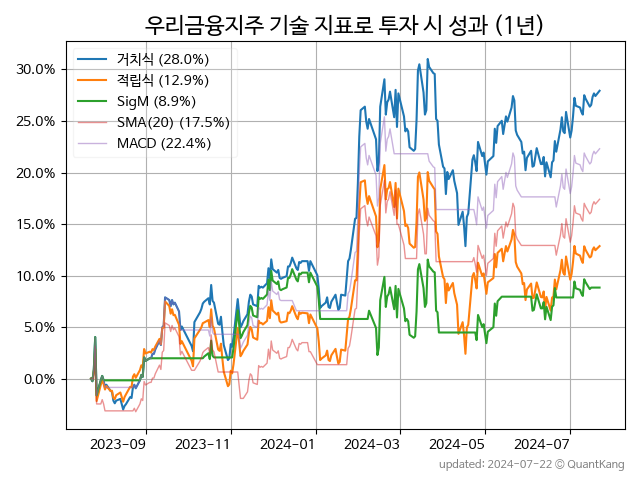 우리금융지주 기술 지표로 투자 시 성과 (1년)
거치식 (28.0%)
적립식 (12.9%)
SigM (8.9%)
SMA(20) (17.5%)
MACD (22.4%)
30.0%
25.0%
20.0%
15.0%
10.0%
5.0%
0.0%
2023-09 2023-11 2024-01 2024-03 2024-05 2024-07
updated: 2024-07-22 © QuantKang